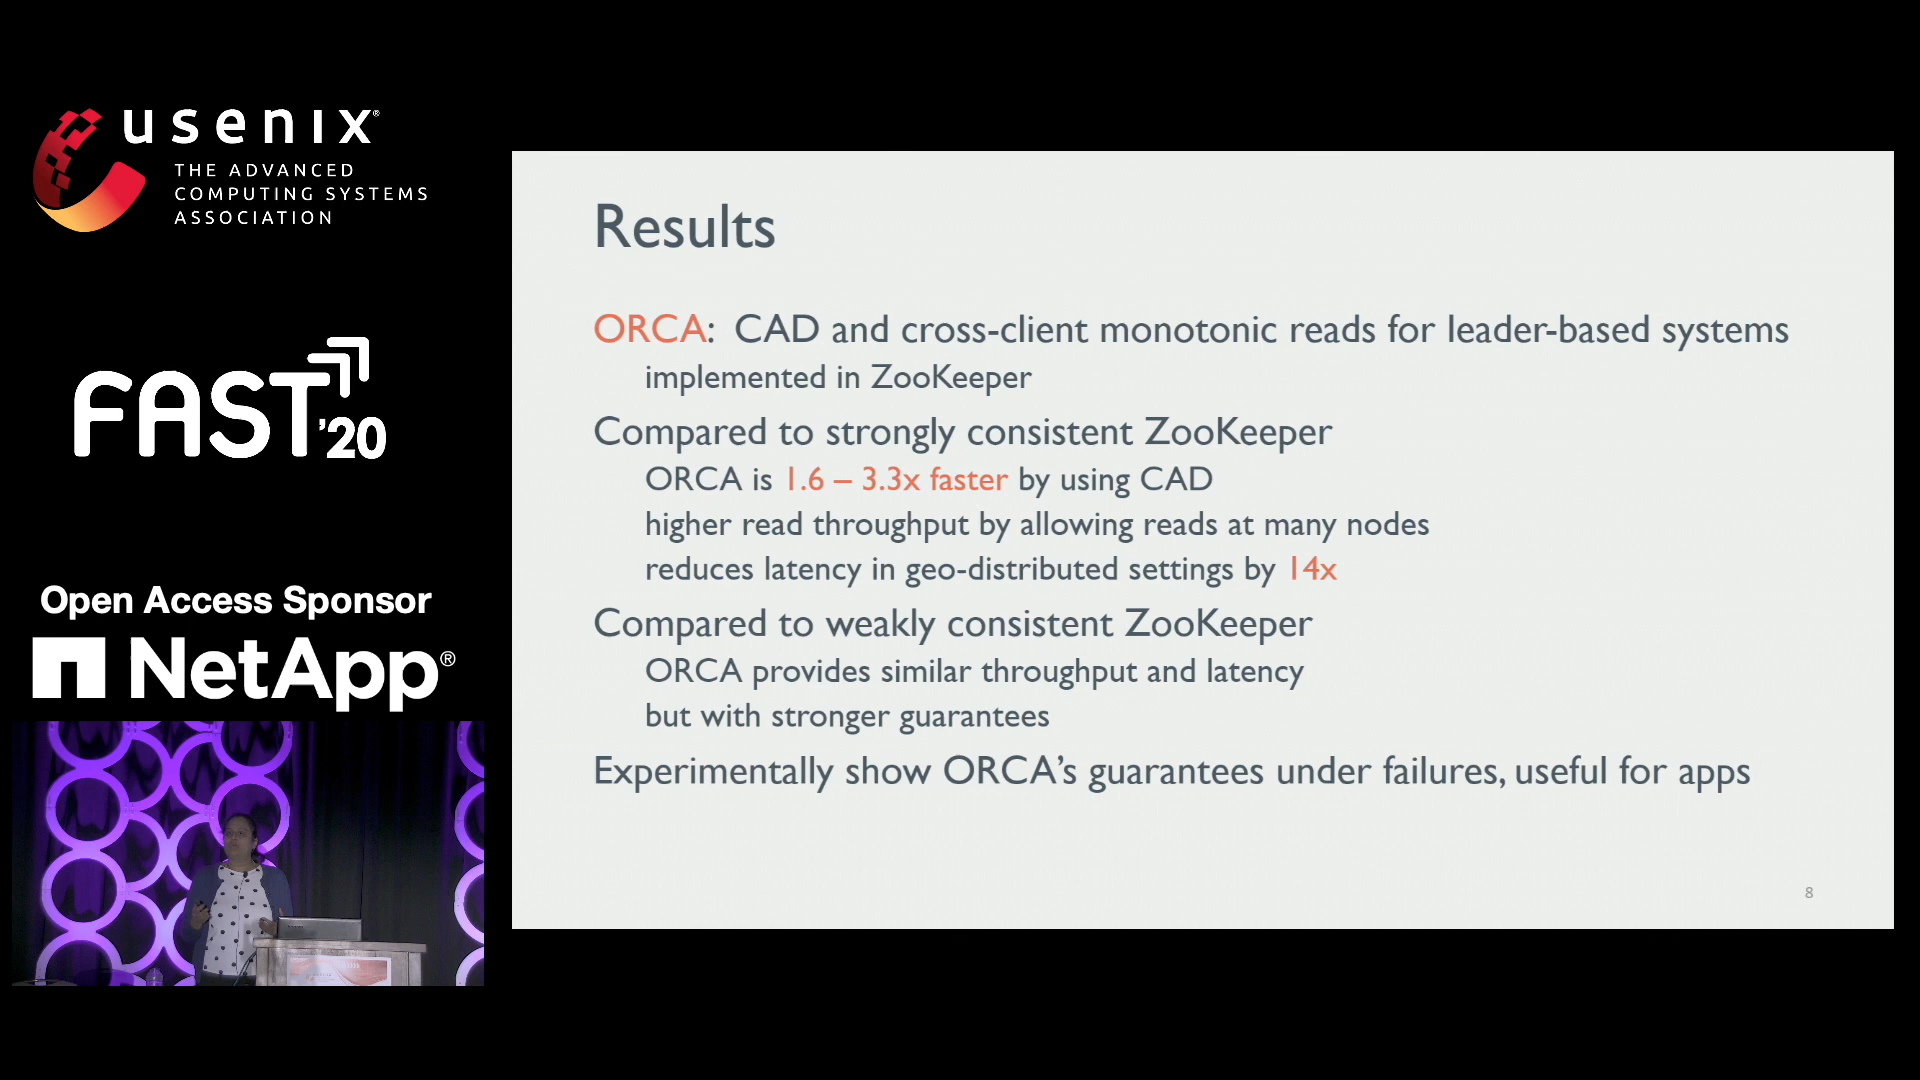 usenix®
THE ADVANCED
COMPUTING SYSTEMS
ASSOCIATION
FAST '20
Open Access Sponsor
NetApp®
Results
ORCA: CAD and cross-client monotonic reads for leader-based systems
implemented in ZooKeeper
Compared to strongly consistent ZooKeeper
ORCA is 1.6 – 3.3x faster by using CAD
higher read throughput by allowing reads at many nodes
reduces latency in geo-distributed settings by 14x
Compared to weakly consistent ZooKeeper
ORCA provides similar throughput and latency
but with stronger guarantees
Experimentally show ORCA's guarantees under failures, useful for apps
8